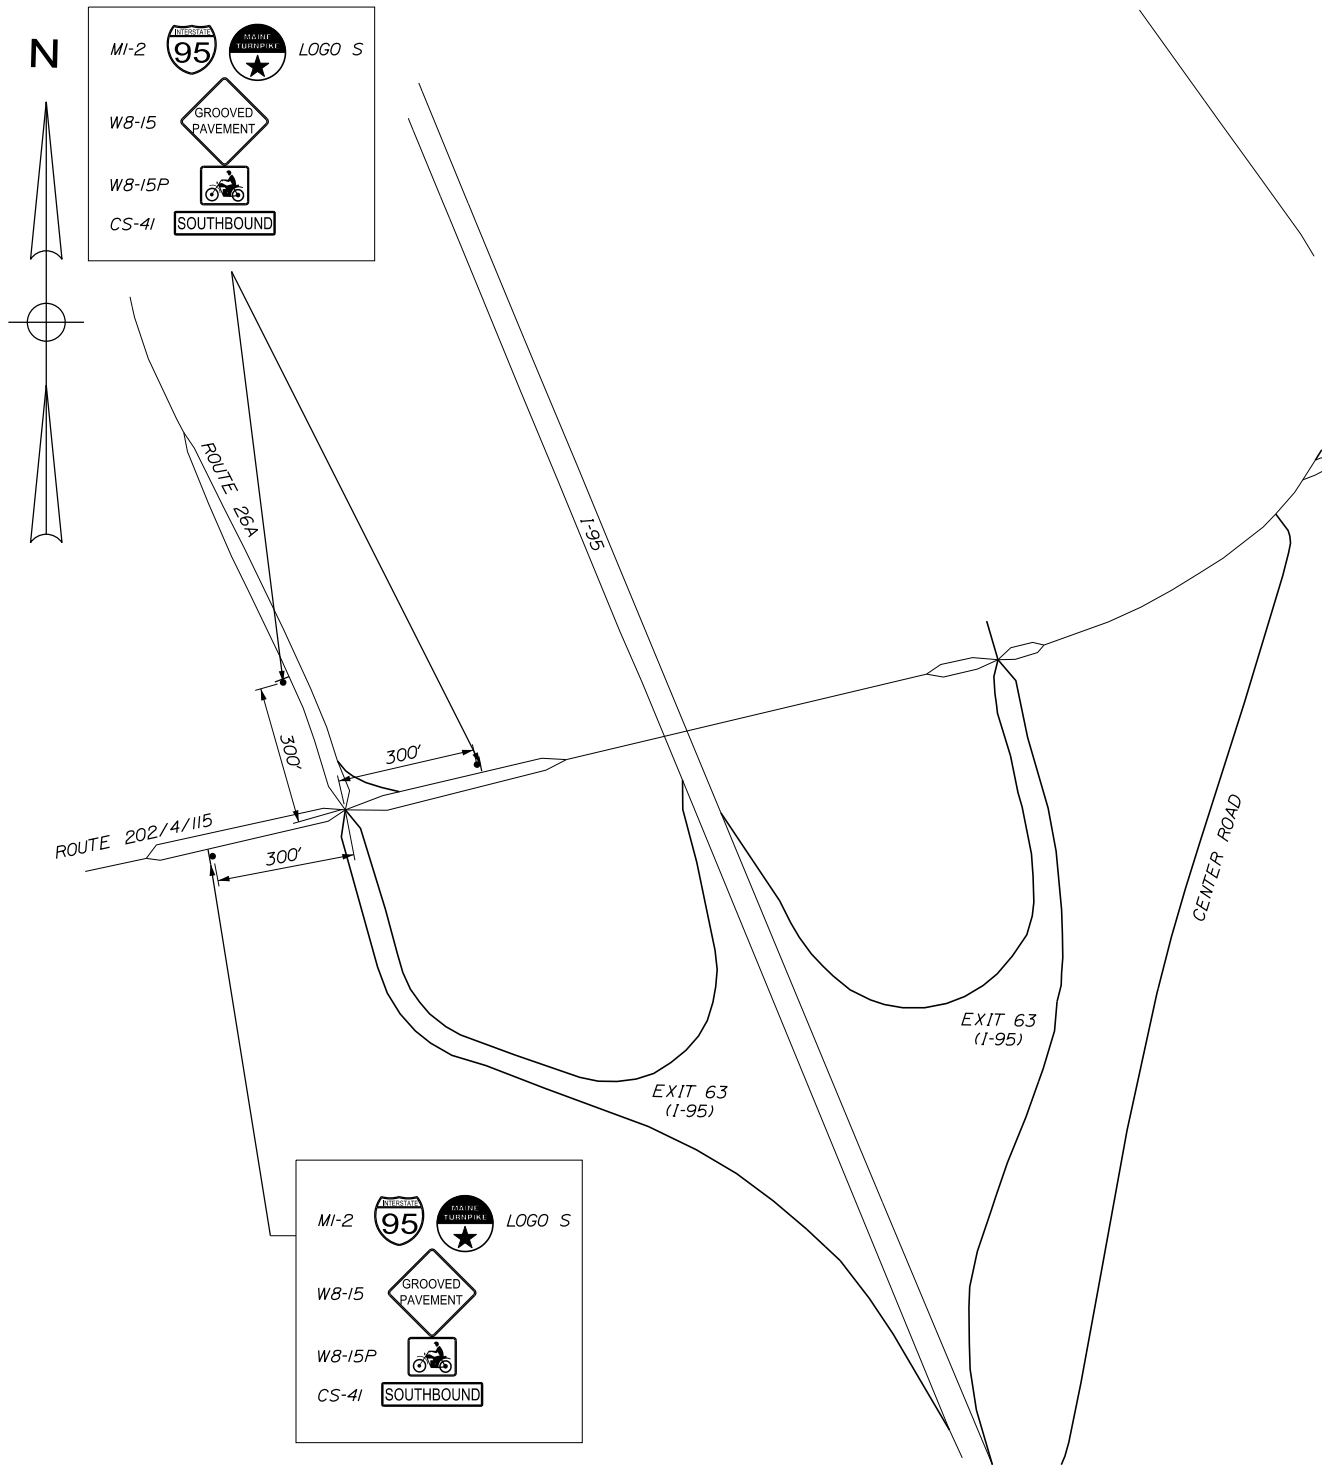 N
MI-2 INTERSTATE 95 MAINE TURNPIKE LOGO S
W8-15 GROOVED PAVEMENT
W8-15P
CS-41 SOUTHBOUND
ROUTE 26A
I-95
300'
300'
ROUTE 202/4/115
300'
CENTER ROAD
EXIT 63
(I-95)
EXIT 63
(I-95)
MI-2 INTERSTATE 95 MAINE TURNPIKE LOGO S
W8-15 GROOVED PAVEMENT
W8-15P
CS-41 SOUTHBOUND